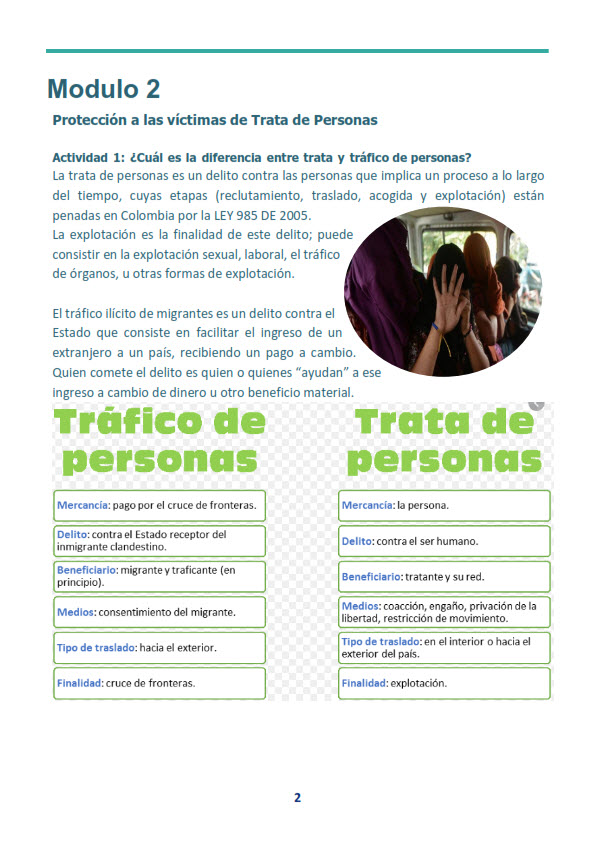 Modulo 2
Protección a las víctimas de Trata de Personas
Actividad 1: ¿Cuál es la diferencia entre trata y tráfico de personas?
La trata de personas es un delito contra las personas que implica un proceso a lo largo
del tiempo, cuyas etapas (reclutamiento, traslado, acogida y explotación) están
penadas en Colombia por la LEY 985 DE 2005.
La explotación es la finalidad de este delito; puede
consistir en la explotación sexual, laboral, el tráfico
de órganos, u otras formas de explotación.
El tráfico ilícito de migrantes es un delito contra el
Estado que consiste en facilitar el ingreso de un
extranjero a un país, recibiendo un pago a cambio.
Quien comete el delito es quien o quienes “ayudan” a ese
ingreso a cambio de dinero u otro beneficio material.
Tráfico de
personas
Mercancía: pago por el cruce de fronteras.
Delito: contra el Estado receptor del
inmigrante clandestino.
Beneficiario: migrante y traficante (en
principio).
Medios: consentimiento del migrante.
Tipo de traslado: hacia el exterior.
Finalidad: cruce de fronteras.
Trata de
personas
Mercancía: la persona.
Delito: contra el ser humano.
Beneficiario: tratante y su red.
Medios: coacción, engaño, privación de la
libertad, restricción de movimiento.
Tipo de traslado: en el interior o hacia el
exterior del país.
Finalidad: explotación.
2